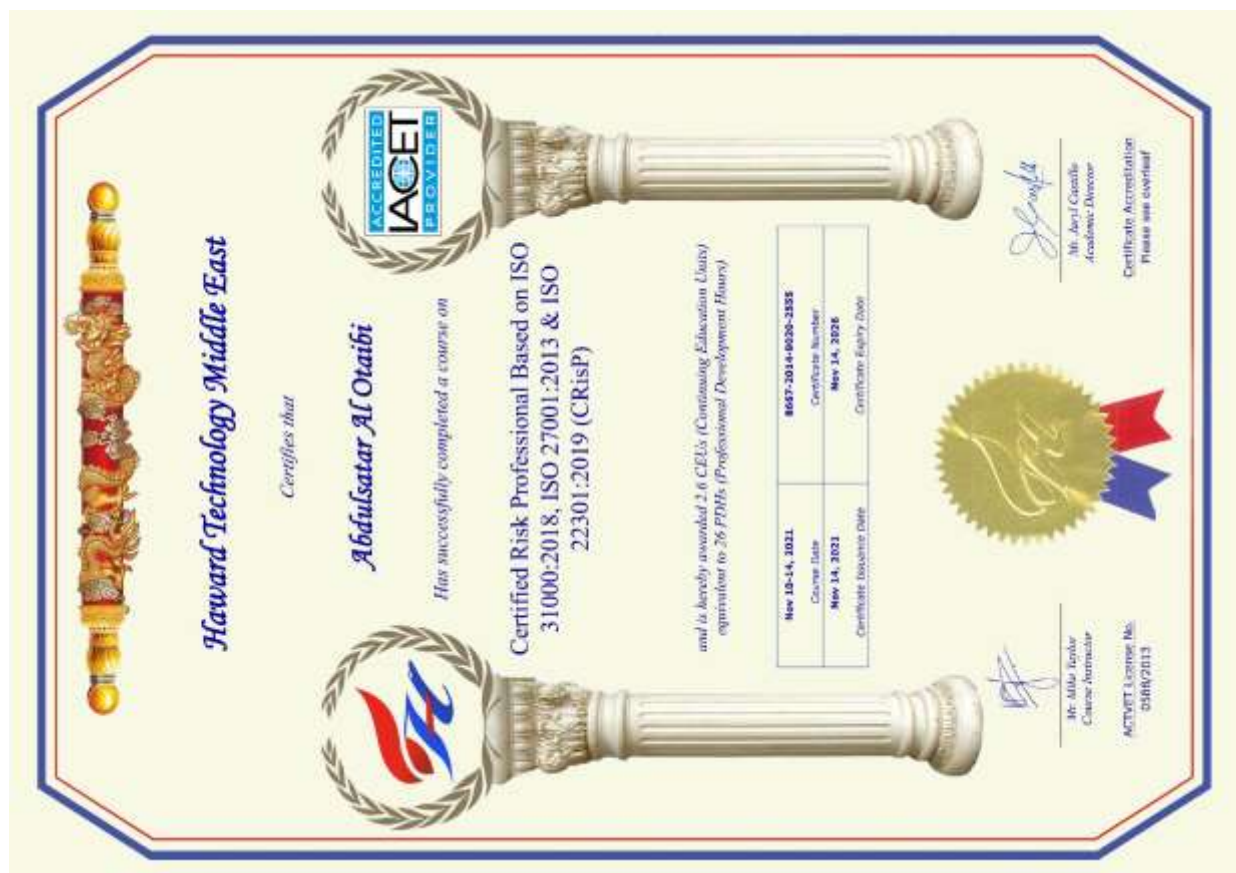 Haward Technology Middle East
Certifies that
Abdulsatar Al Otaibi
Has successfully completed a course on
ACCREDITED
IACET
PROVIDER
Certified Risk Professional Based on ISO
31000:2018, ISO 27001:2013 & ISO
22301:2019 (CRisP)
and is hereby awarded 2.6 CEUs (Continuing Education Units)
equivalent to 26 PDHs (Professional Development Hours)
Nov 10-14, 2021
8667-2014-9020-2555
Course Date
Certificate Number
Nov 14, 2021
Nov 14, 2026
Certificate Issuance Date
Certificate Expiry Date
Mr. Mike Taylor
Course Instructor
Mr. Jaryl Castillo
Academic Director
ACTVET License No.
0588/2013
Certificate Accreditation
Please see overleaf